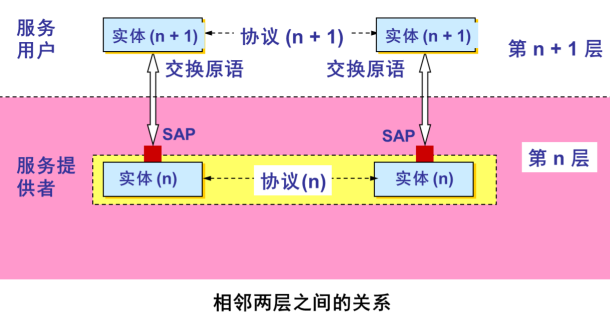 服务
用户
实体 (n + 1)
协议 (n + 1)
实体 (n + 1)
第 n + 1 层
交换原语
交换原语
SAP
SAP
服务提
供者
实体 (n)
协议(n)
实体 (n)
第 n 层
相邻两层之间的关系